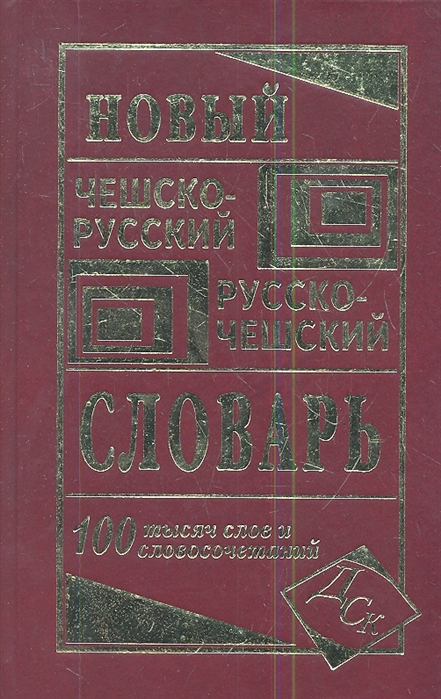 НОВЫЙ
ЧЕШСКО-
РУССКИЙ
РУССКО-
ЧЕШСКИЙ
СЛОВАРЬ
100 тысяч слов и
словосочетаний
ДСК